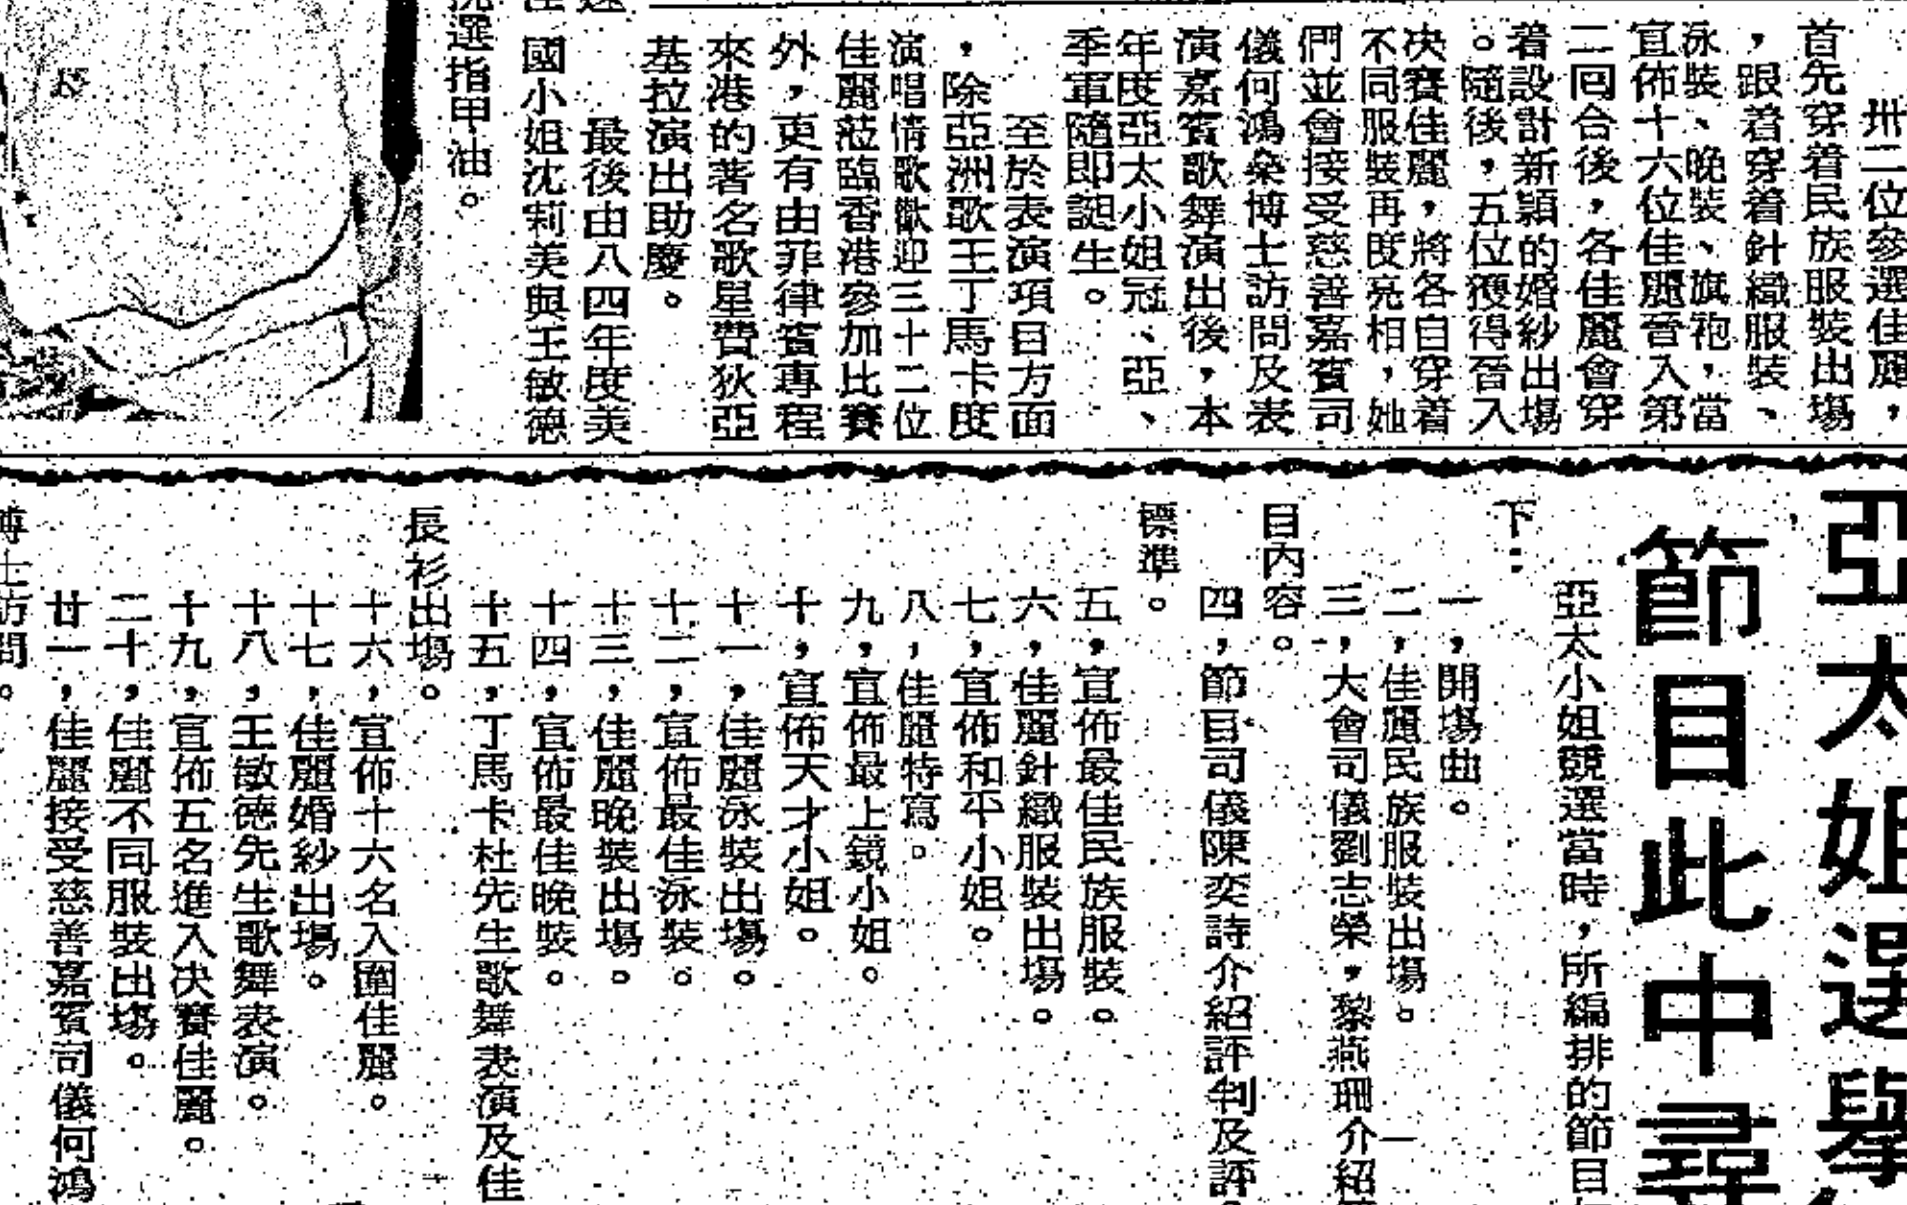 卅二位參選佳麗，
首先穿着民族服裝出塲
，跟着穿着針織服裝、
泳裝、晚裝、旗袍，當
宣佈十六位佳麗晉入第
二回合後，各佳麗會穿
着設計新穎的婚紗出塲
。隨後，五位獲得晉入
决賽佳麗，將各自穿着
不同服裝再度亮相，她
們並會接受慈善嘉賓司
儀何鴻燊博士訪問及表
演嘉賓歌舞演出後，本
年度亞太小姐冠、亞、
季軍隨即誕生。
至於表演項目方面
，除亞洲歌王丁馬卡度
演唱情歌歡迎三十二位
佳麗蒞臨香港參加比賽
外，更有由菲律賓專程
來港的著名歌星費狄亞
基拉演出助慶。
最後由八四年度美
國小姐沈莉美與王敏德
選指甲油。
亞太小姐選舉
節目此中尋
亞太小姐競選當時，所編排的節目
下：
一，開塲曲。
二，佳麗民族服裝出塲。
三，大會司儀劉志榮，黎燕珊介紹
目內容。
四，節目司儀陳奕詩介紹評判及評
標準。
五，宣佈最佳民族服裝。
六，佳麗針織服裝出塲。
七，宣佈和平小姐。
八，佳麗特寫。
九，宣佈最上鏡小姐。
十，宣佈天才小姐。
十一，佳麗泳裝出塲。
十二，宣佈最佳泳裝。
十三，佳麗晚裝出塲。
十四，宣佈最佳晚裝。
十五，丁馬卡杜先生歌舞表演及佳
長衫出塲。
十六，宣佈十六名入圍佳麗。
十七，佳麗婚紗出塲。
十八，王敏德先生歌舞表演。
十九，宣佈五名進入决賽佳麗。
二十，佳麗不同服裝出塲。
廿一，佳麗接受慈善嘉賓司儀何鴻
博士訪問。